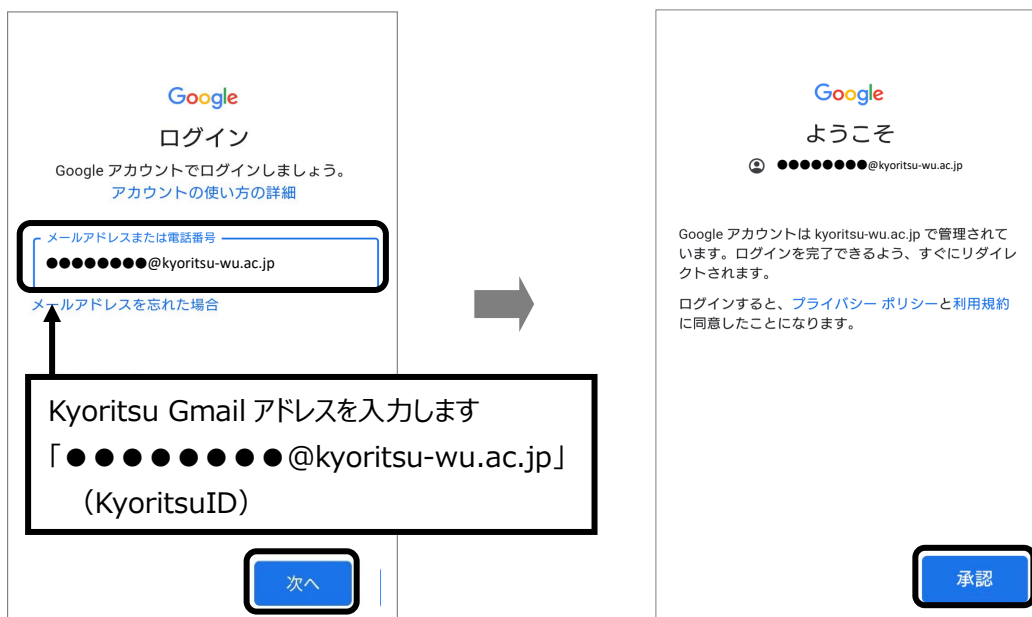 Google
ログイン
Google アカウントでログインしましょう。
アカウントの使い方の詳細
メールアドレスまたは電話番号
●●●●●●●●@kyoritsu-wu.ac.jp
メールアドレスを忘れた場合
Kyoritsu Gmail アドレスを入力します
「●●●●●●●●@kyoritsu-wu.ac.jp」
（KyoritsuID）
次へ
Google
ようこそ
●●●●●●●●@kyoritsu-wu.ac.jp
Google アカウントは kyoritsu-wu.ac.jp で管理されて
います。ログインを完了できるよう、すぐにリダイレ
クトされます。
ログインすると、プライバシー ポリシーと利用規約
に同意したことになります。
承認